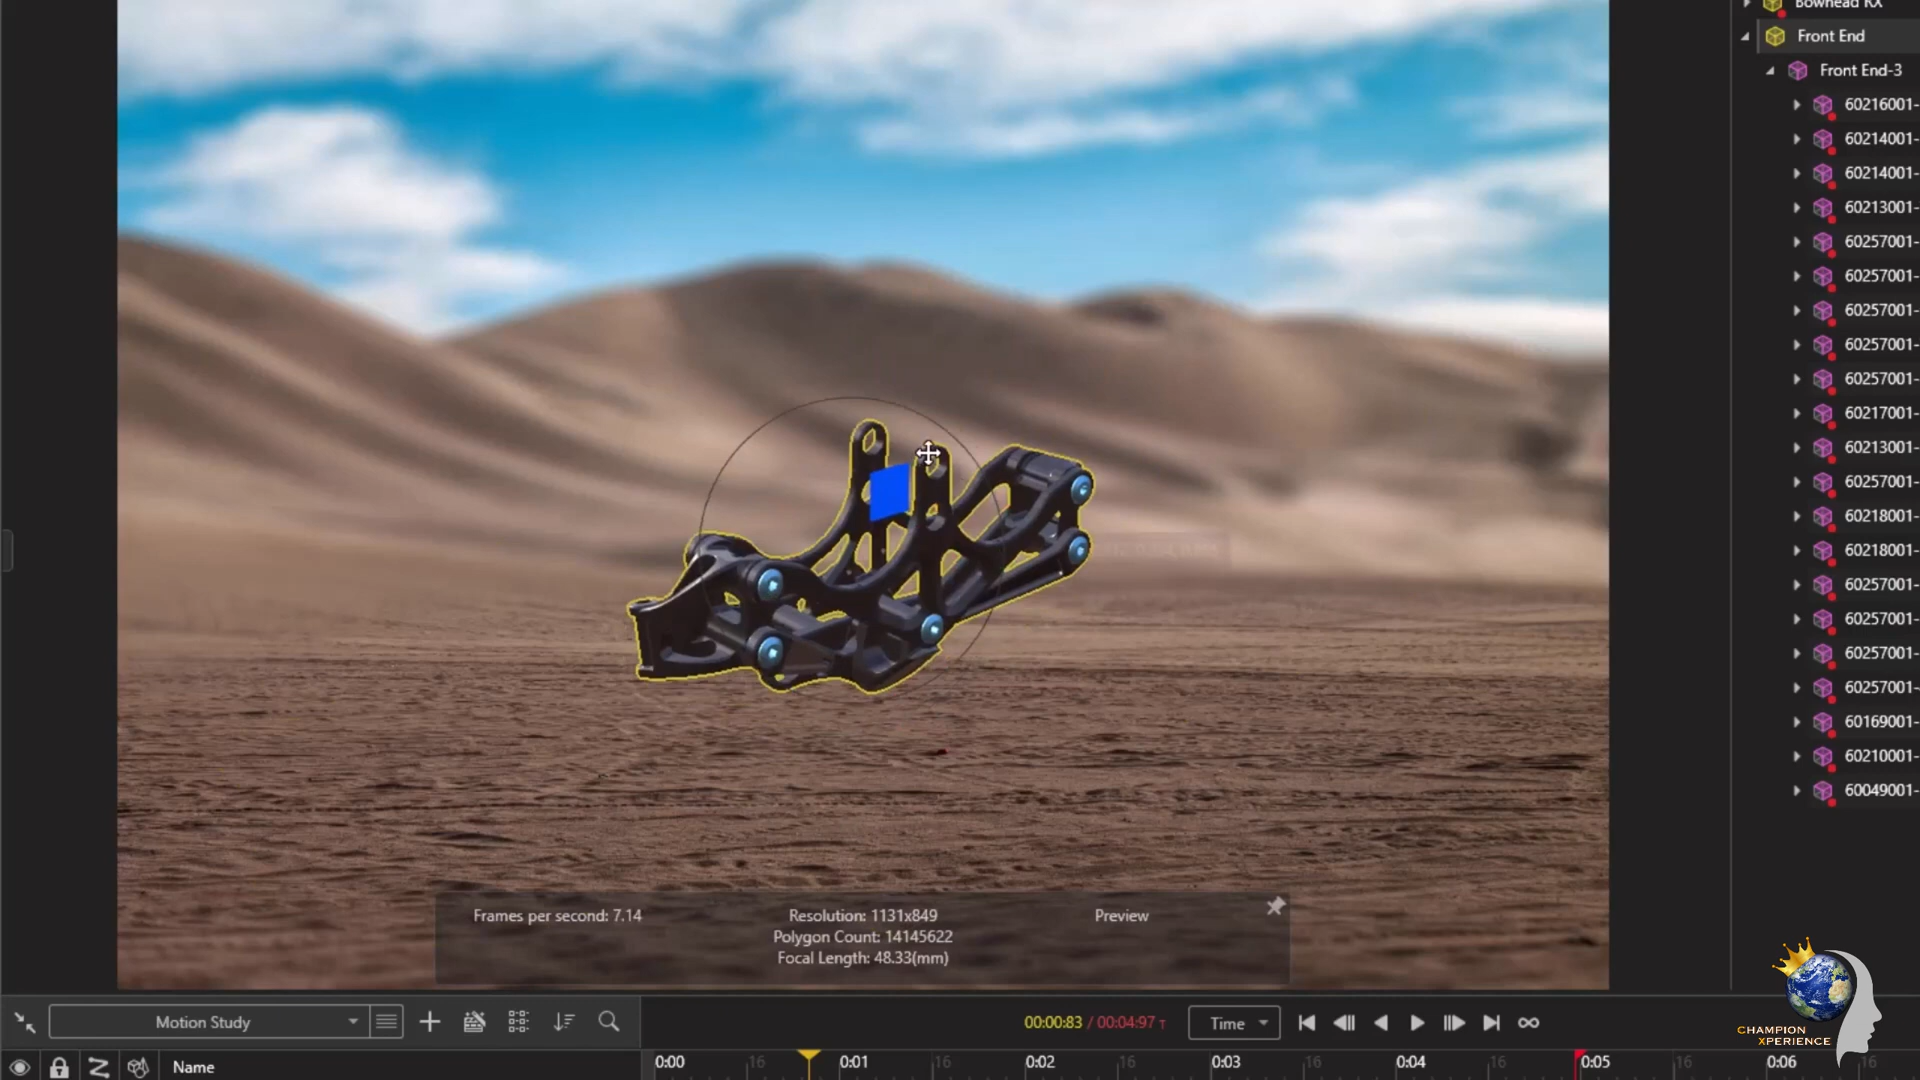 Bowhead RX
Front End
Front End-3
60216001-
60214001-
60214001-
60213001-
60257001-
60257001-
60257001-
60257001-
60257001-
60217001-
60213001-
60257001-
60218001-
60218001-
60257001-
60257001-
60257001-
60257001-
60169001-
60210001-
60049001-
Frames per second: 7.14
Resolution: 1131x849
Preview
Polygon Count: 14145622
Focal Length: 48.33(mm)
CHAMPION
XPERIENCE
Motion Study
00:00:83 / 00:04:97 T
Time
Name
0:00
16
0:01
16
0:02
16
0:03
16
0:04
16
0:05
16
0:06
16